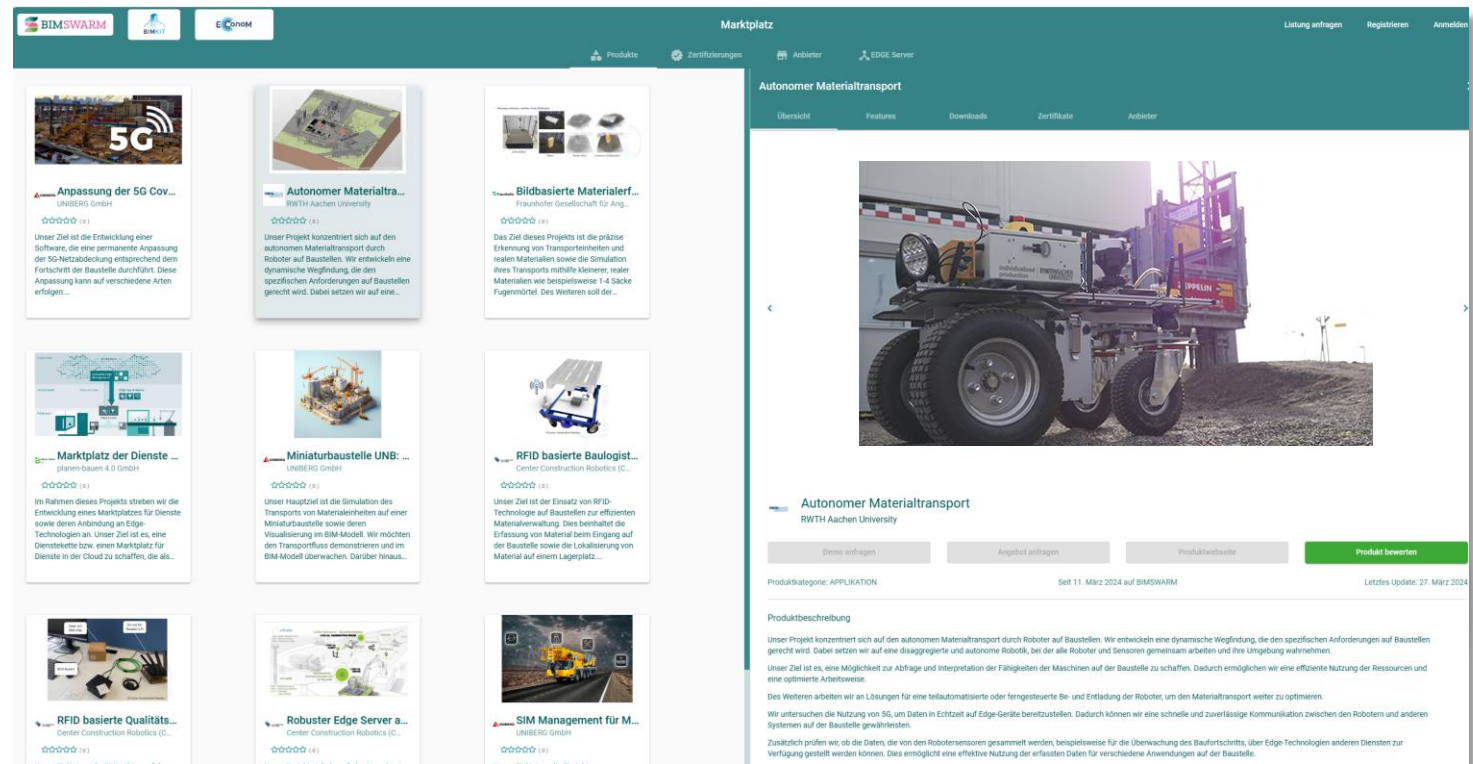 BIMSWARM
BIMKIT
EConoM
Marktplatz
Listung anfragen
Registrieren
Anmelden
Produkte
Zertifizierungen
Anbieter
EDGE Server
5G
Anpassung der 5G Cov...
UNIBERG GmbH
(0)
Unser Ziel ist die Entwicklung einer
Software, die eine permanente Anpassung
der 5G-Netzabdeckung entsprechend dem
Fortschritt der Baustelle durchführt. Diese
Anpassung kann auf verschiedene Arten
erfolgen:...
Autonomer Materialtra...
RWTH Aachen University
(0)
Unser Projekt konzentriert sich auf den
autonomen Materialtransport durch
Roboter auf Baustellen. Wir entwickeln eine
dynamische Wegfindung, die den
spezifischen Anforderungen auf Baustellen
gerecht wird. Dabei setzen wir auf eine...
Bildbasierte Materialerf...
Fraunhofer Gesellschaft für Ang...
(0)
Das Ziel dieses Projekts ist die präzise
Erkennung von Transporteinheiten und
realen Materialien sowie die Simulation
ihres Transports mithilfe kleinerer, realer
Materialien wie beispielsweise 1-4 Säcke
Fugenmörtel. Des Weiteren soll der...
Marktplatz der Dienste ...
planen-bauen 4.0 GmbH
(0)
Im Rahmen dieses Projekts streben wir die
Entwicklung eines Marktplatzes für Dienste
sowie deren Anbindung an Edge-
Technologien an. Unser Ziel ist es, eine
Dienstekette bzw. einen Marktplatz für
Dienste in der Cloud zu schaffen, die als...
Miniaturbaustelle UNB: ...
UNIBERG GmbH
(0)
Unser Hauptziel ist die Simulation des
Transports von Materialeinheiten auf einer
Miniaturbaustelle sowie deren
Visualisierung im BIM-Modell. Wir möchten
den Transportfluss demonstrieren und im
BIM-Modell überwachen. Darüber hinaus...
RFID basierte Baulogist...
Center Construction Robotics (C...
(0)
Unser Ziel ist der Einsatz von RFID-
Technologie auf Baustellen zur effizienten
Materialverwaltung. Dies beinhaltet die
Erfassung von Material beim Eingang auf
der Baustelle sowie die Lokalisierung von
Material auf einem Lagerplatz....
RFID basierte Qualitäts...
Center Construction Robotics (C...
(0)
Robuster Edge Server a...
Center Construction Robotics (C...
(0)
SIM Management für M...
UNIBERG GmbH
(0)
Autonomer Materialtransport
Übersicht
Features
Downloads
Zertifikate
Anbieter
individualized
production
ZEPPELIN
Autonomer Materialtransport
RWTH Aachen University
Demo anfragen
Angebot anfragen
Produktwebseite
Produkt bewerten
Produktkategorie: APPLIKATION
Seit 11. März 2024 auf BIMSWARM
Letztes Update: 27. März 2024
Produktbeschreibung
Unser Projekt konzentriert sich auf den autonomen Materialtransport durch Roboter auf Baustellen. Wir entwickeln eine dynamische Wegfindung, die den spezifischen Anforderungen auf Baustellen
gerecht wird. Dabei setzen wir auf eine disaggregierte und autonome Robotik, bei der alle Roboter und Sensoren gemeinsam arbeiten und ihre Umgebung wahrnehmen.
Unser Ziel ist es, eine Möglichkeit zur Abfrage und Interpretation der Fähigkeiten der Maschinen auf der Baustelle zu schaffen. Dadurch ermöglichen wir eine effiziente Nutzung der Ressourcen und
eine optimierte Arbeitsweise.
Des Weiteren arbeiten wir an Lösungen für eine teilautomatisierte oder ferngesteuerte Be- und Entladung der Roboter, um den Materialtransport weiter zu optimieren.
Wir untersuchen die Nutzung von 5G, um Daten in Echtzeit auf Edge-Geräte bereitzustellen. Dadurch können wir eine schnelle und zuverlässige Kommunikation zwischen den Robotern und anderen
Systemen auf der Baustelle gewährleisten.
Zusätzlich prüfen wir, ob die Daten, die von den Robotersensoren gesammelt werden, beispielsweise für die Überwachung des Baufortschritts, über Edge-Technologien anderen Diensten zur
Verfügung gestellt werden können. Dies ermöglicht eine effektive Nutzung der erfassten Daten für verschiedene Anwendungen auf der Baustelle.